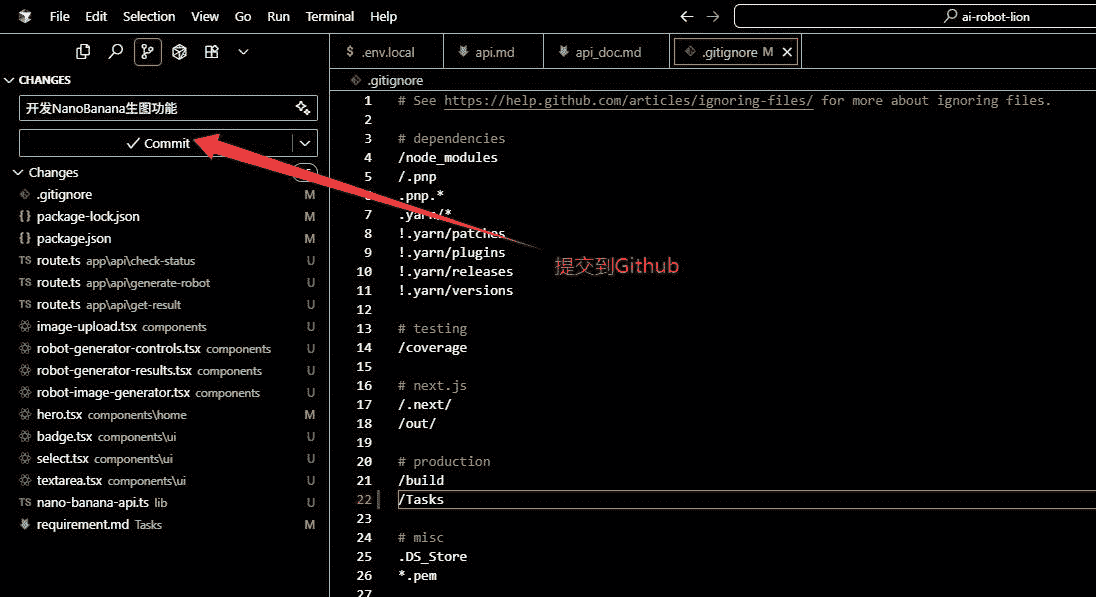 File Edit Selection View Go Run Terminal Help
ai-robot-lion
$ .env.local api.md api_doc.md .gitignore M
CHANGES
开发NanoBanana生图功能
Commit
Changes
.gitignore M
{} package-lock.json M
{} package.json M
TS route.ts app\api\check-status U
TS route.ts app\api\generate-robot U
TS route.ts app\api\get-result U
image-upload.tsx components U
robot-generator-controls.tsx components U
robot-generator-results.tsx components U
robot-image-generator.tsx components U
hero.tsx components\home M
badge.tsx components\ui U
select.tsx components\ui U
textarea.tsx components\ui U
TS nano-banana-api.ts lib U
requirement.md Tasks M
.gitignore
1 # See https://help.github.com/articles/ignoring-files/ for more about ignoring files.
2
3 # dependencies
4 /node_modules
5 /.pnp
.pnp.*
7 .yarn/*
8 !.yarn/patches
9 !.yarn/plugins
10 !.yarn/releases
11 !.yarn/versions
12
13 # testing
14 /coverage
15
16 # next.js
17 /.next/
18 /out/
19
20 # production
21 /build
22 /Tasks
23
24 # misc
25 .DS_Store
26 *.pem
27
提交到Github